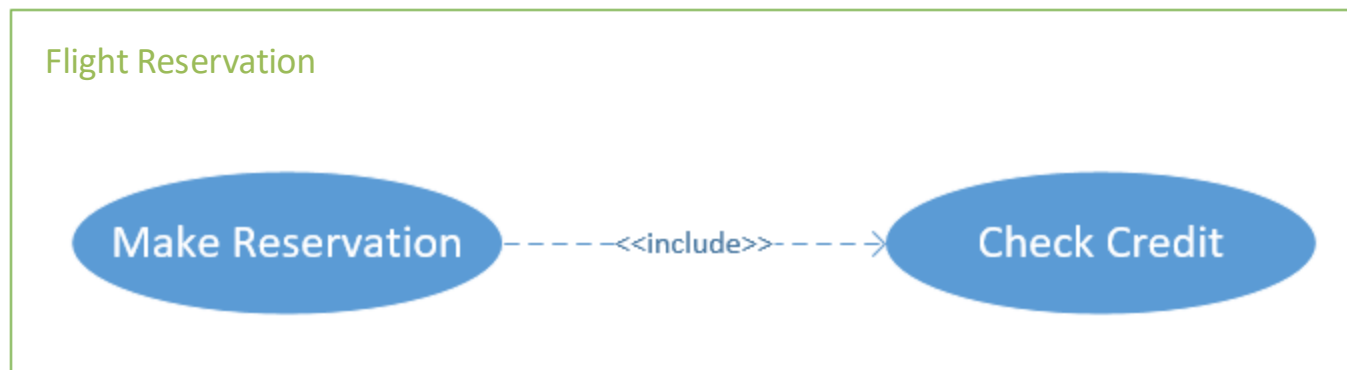 Flight Reservation
Make Reservation
<<include>>
Check Credit